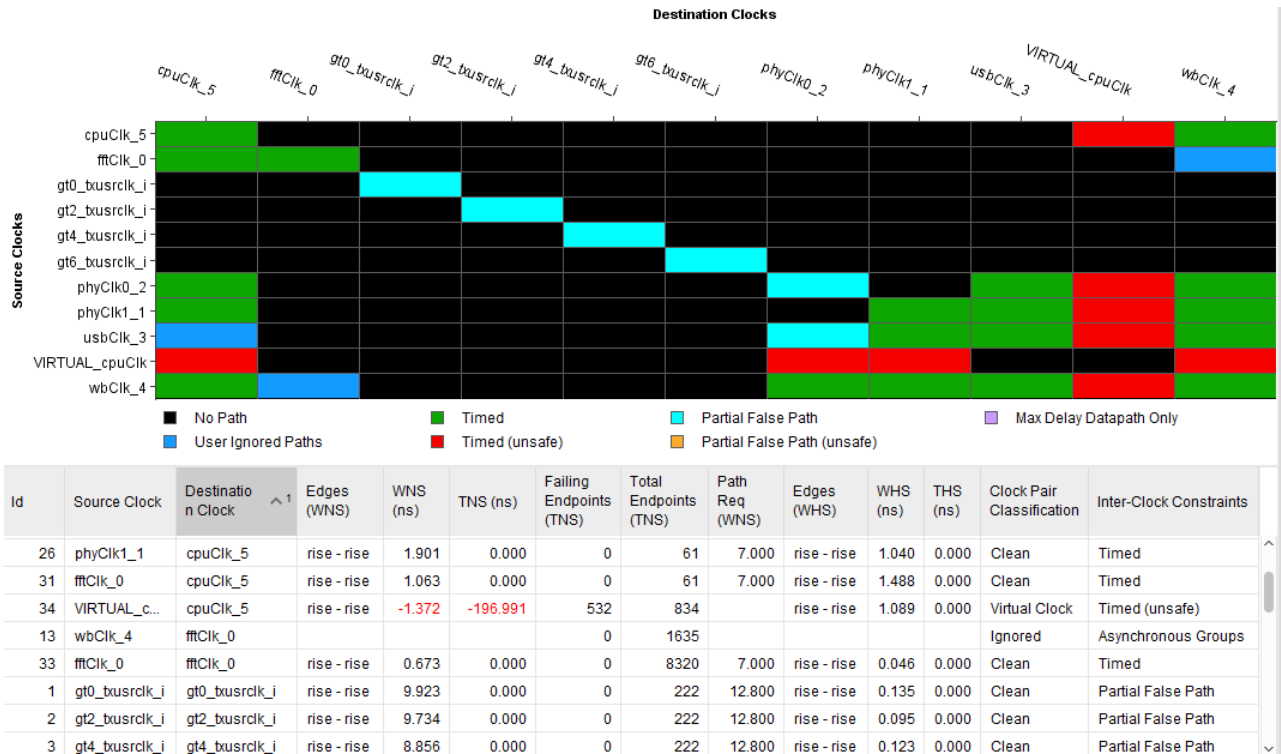 Destination Clocks
cpuClk_5 fftClk_0 gt0_txusrclk_i gt2_txusrclk_i gt4_txusrclk_i gt6_txusrclk_i phyClk0_2 phyClk1_1 usbClk_3 VIRTUAL_cpuClk wbClk_4
Source Clocks
cpuClk_5
fftClk_0
gt0_txusrclk_i
gt2_txusrclk_i
gt4_txusrclk_i
gt6_txusrclk_i
phyClk0_2
phyClk1_1
usbClk_3
VIRTUAL_cpuClk
wbClk_4
No Path Timed Partial False Path Max Delay Datapath Only
User Ignored Paths Timed (unsafe) Partial False Path (unsafe)
Id Source Clock Destinatio n Clock 1 Edges (WNS) WNS (ns) TNS (ns) Failing Endpoints (TNS) Total Endpoints (TNS) Path Req (WNS) Edges (WHS) WHS (ns) THS (ns) Clock Pair Classification Inter-Clock Constraints
26 phyClk1_1 cpuClk_5 rise - rise 1.901 0.000 0 61 7.000 rise - rise 1.040 0.000 Clean Timed
31 fftClk_0 cpuClk_5 rise - rise 1.063 0.000 0 61 7.000 rise - rise 1.488 0.000 Clean Timed
34 VIRTUAL_c... cpuClk_5 rise - rise -1.372 -196.991 532 834 rise - rise 1.089 0.000 Virtual Clock Timed (unsafe)
13 wbClk_4 fftClk_0 0 1635 Ignored Asynchronous Groups
33 fftClk_0 fftClk_0 rise - rise 0.673 0.000 0 8320 7.000 rise - rise 0.046 0.000 Clean Timed
1 gt0_txusrclk_i gt0_txusrclk_i rise - rise 9.923 0.000 0 222 12.800 rise - rise 0.135 0.000 Clean Partial False Path
2 gt2_txusrclk_i gt2_txusrclk_i rise - rise 9.734 0.000 0 222 12.800 rise - rise 0.095 0.000 Clean Partial False Path
3 gt4_txusrclk_i gt4_txusrclk_i rise - rise 8.856 0.000 0 222 12.800 rise - rise 0.123 0.000 Clean Partial False Path